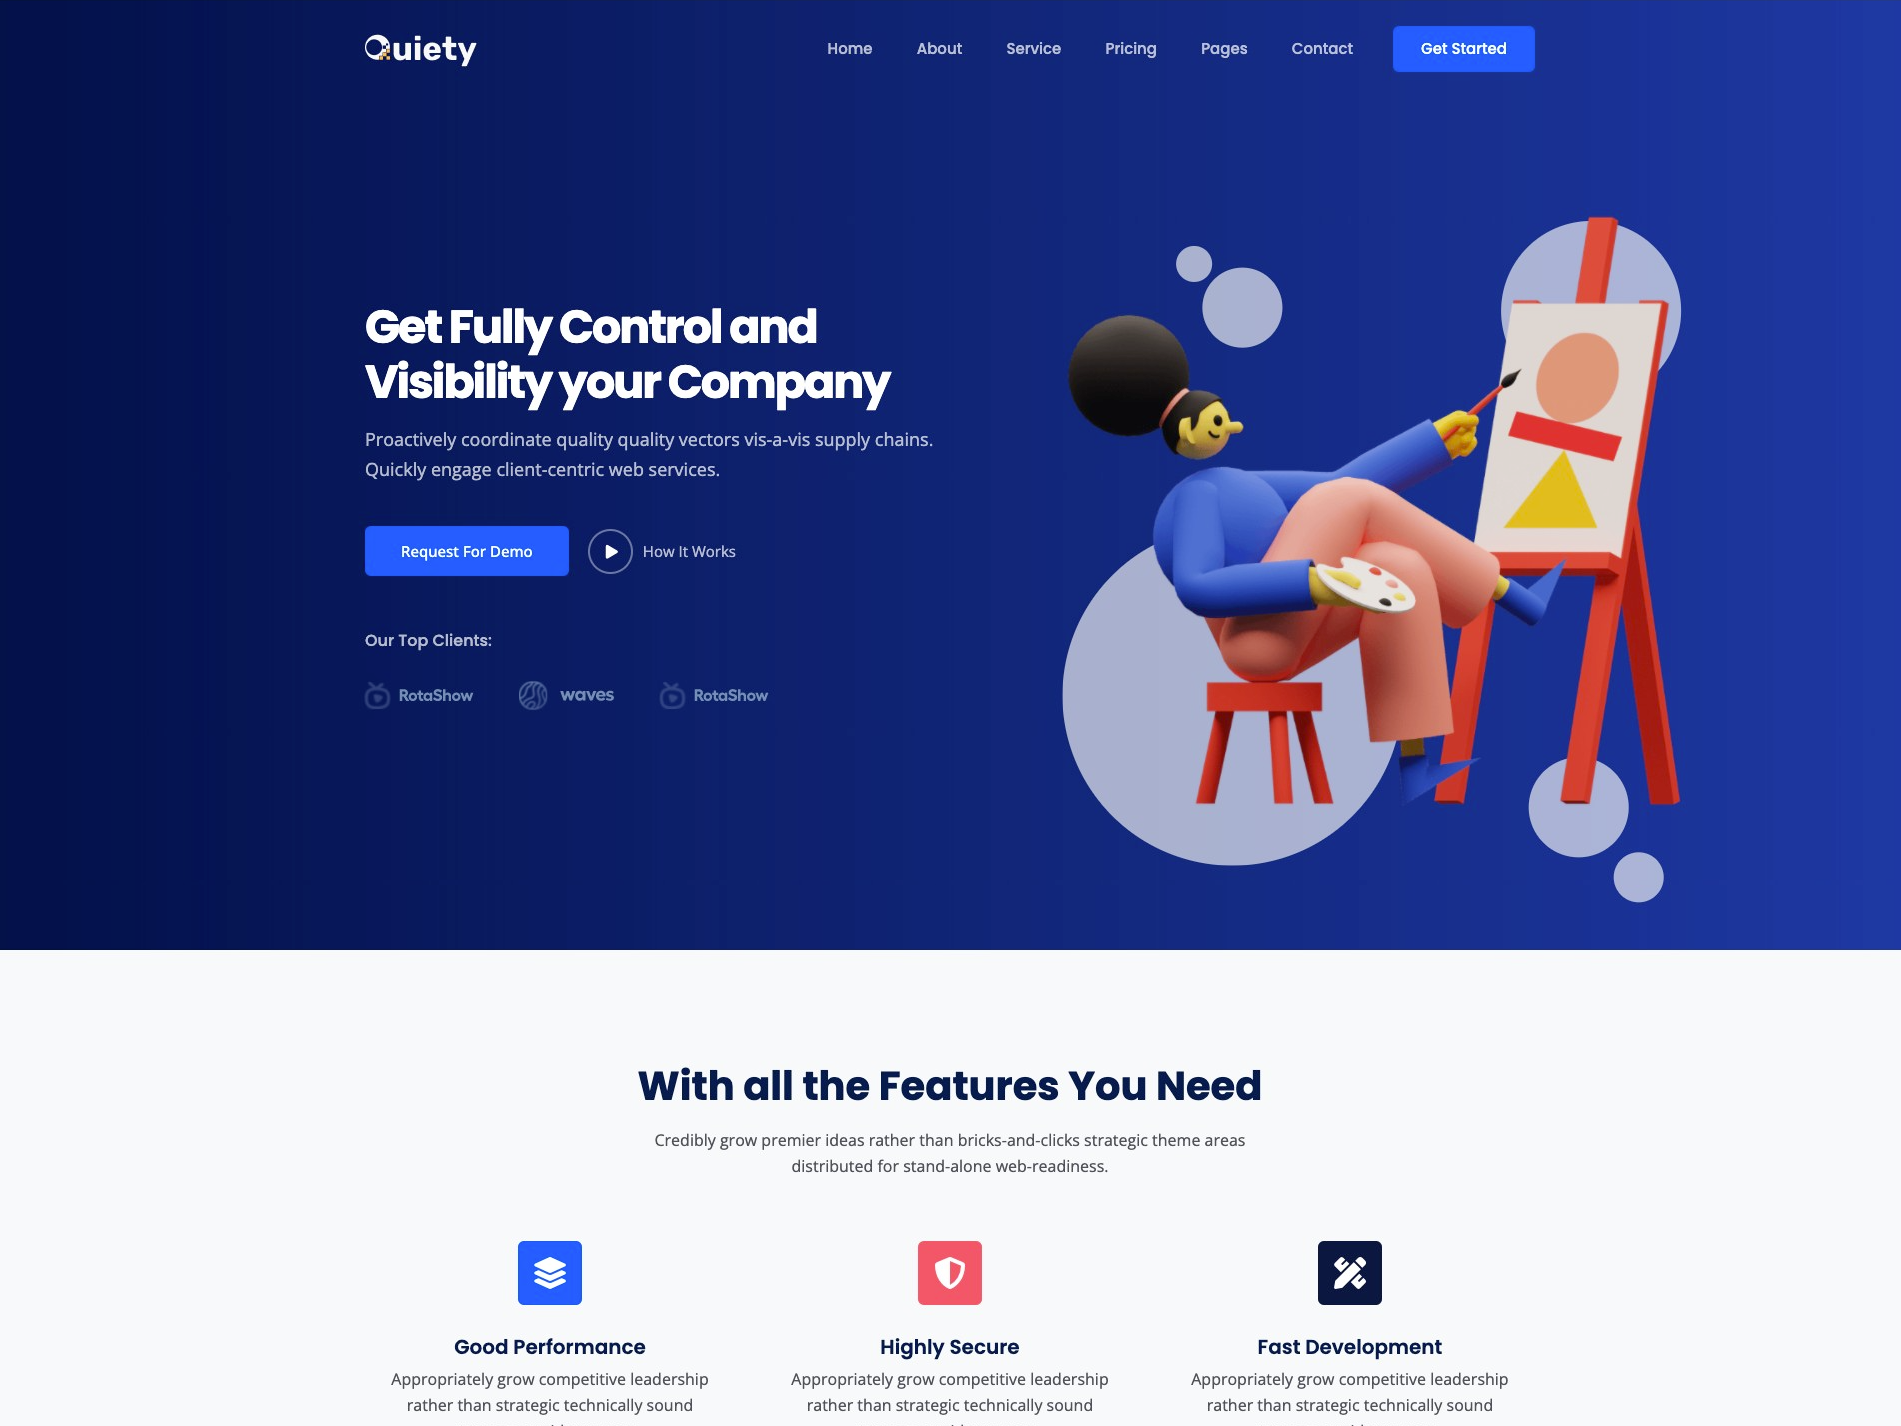 Quiety
Home About Service Pricing Pages Contact Get Started
Get Fully Control and
Visibility your Company
Proactively coordinate quality quality vectors vis-a-vis supply chains.
Quickly engage client-centric web services.
Request For Demo How It Works
Our Top Clients:
RotaShow waves RotaShow
With all the Features You Need
Credibly grow premier ideas rather than bricks-and-clicks strategic theme areas
distributed for stand-alone web-readiness.
Good Performance Highly Secure Fast Development
Appropriately grow competitive leadership Appropriately grow competitive leadership Appropriately grow competitive leadership
rather than strategic technically sound rather than strategic technically sound rather than strategic technically sound